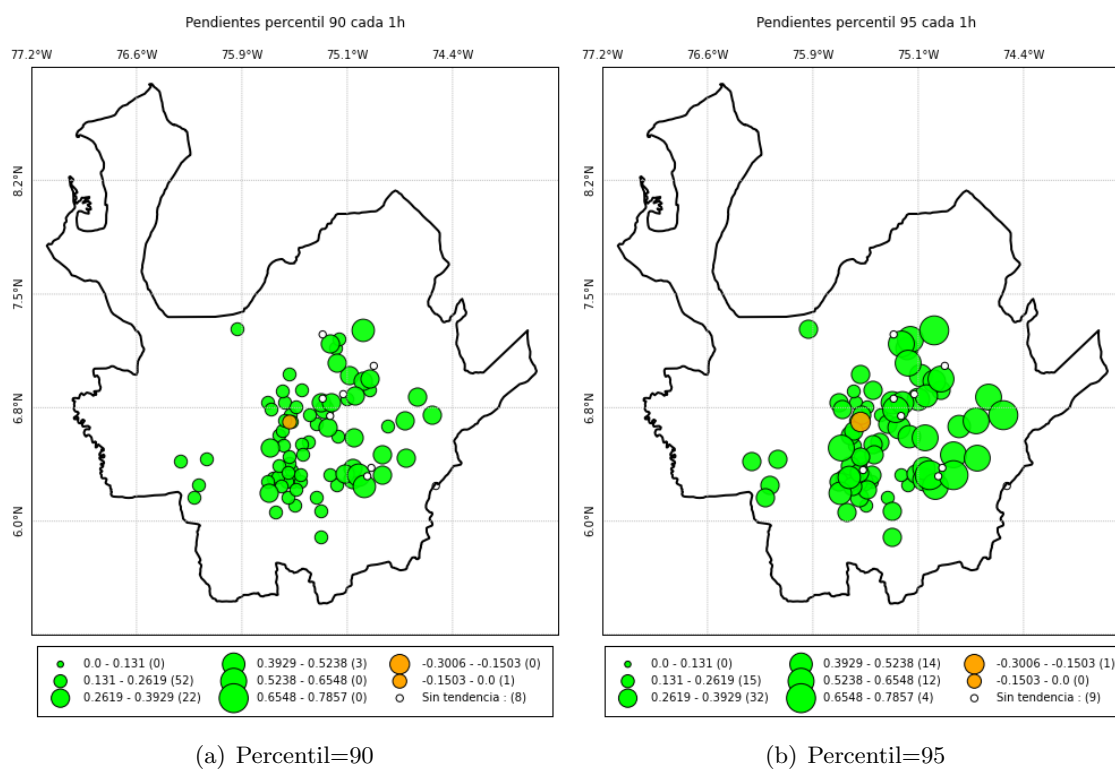 Pendientes percentil 90 cada 1h
77.2°W 76.6°W 75.9°W 75.1°W 74.4°W
8.2°N
7.5°N
6.8°N
6.0°N
0.0 - 0.131 (0)
0.131 - 0.2619 (52)
0.2619 - 0.3929 (22)
0.3929 - 0.5238 (3)
0.5238 - 0.6548 (0)
0.6548 - 0.7857 (0)
-0.3006 - -0.1503 (0)
-0.1503 - 0.0 (1)
Sin tendencia : (8)
(a) Percentil=90
Pendientes percentil 95 cada 1h
77.2°W 76.6°W 75.9°W 75.1°W 74.4°W
8.2°N
7.5°N
6.8°N
6.0°N
0.0 - 0.131 (0)
0.131 - 0.2619 (15)
0.2619 - 0.3929 (32)
0.3929 - 0.5238 (14)
0.5238 - 0.6548 (12)
0.6548 - 0.7857 (4)
-0.3006 - -0.1503 (1)
-0.1503 - 0.0 (0)
Sin tendencia : (9)
(b) Percentil=95